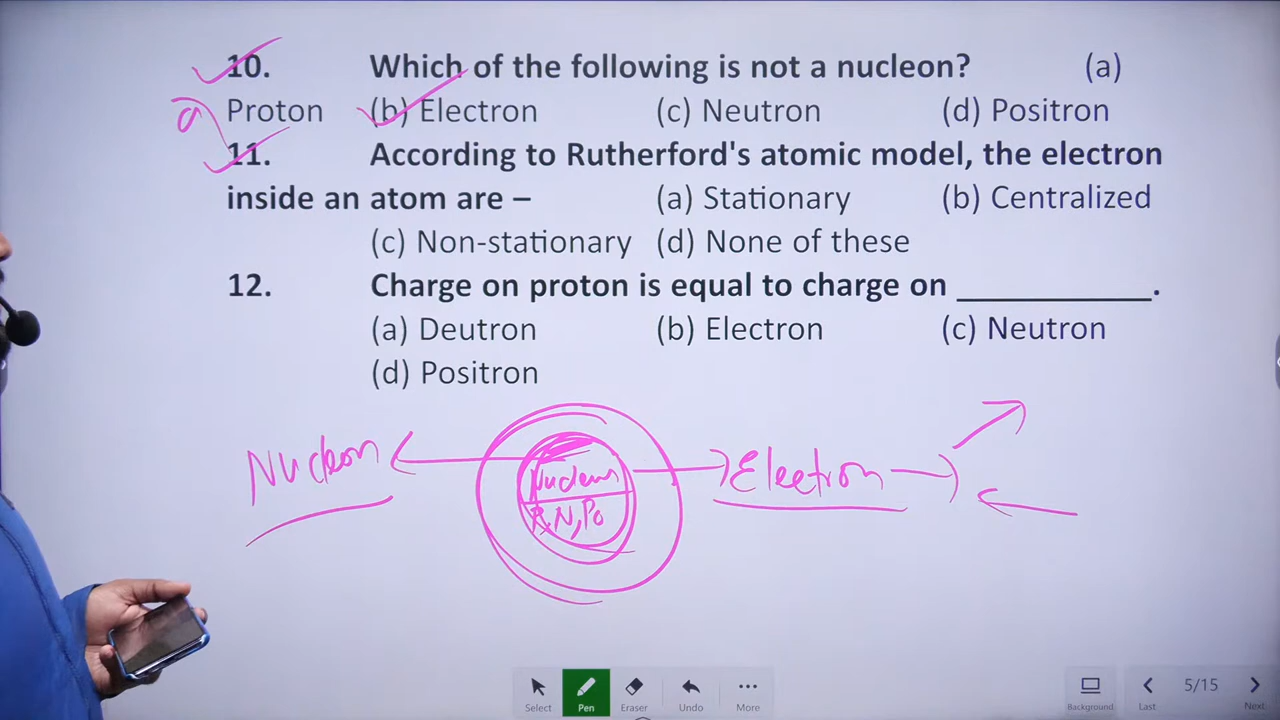 10. Which of the following is not a nucleon? (a)
Proton (b) Electron (c) Neutron (d) Positron
11. According to Rutherford's atomic model, the electron
inside an atom are – (a) Stationary (b) Centralized
(c) Non-stationary (d) None of these
12. Charge on proton is equal to charge on ___________.
(a) Deutron (b) Electron (c) Neutron
(d) Positron
Nucleon Nucleus Electron
P, N, Po
Select Pen Eraser Undo More
Background Last 5/15 Next